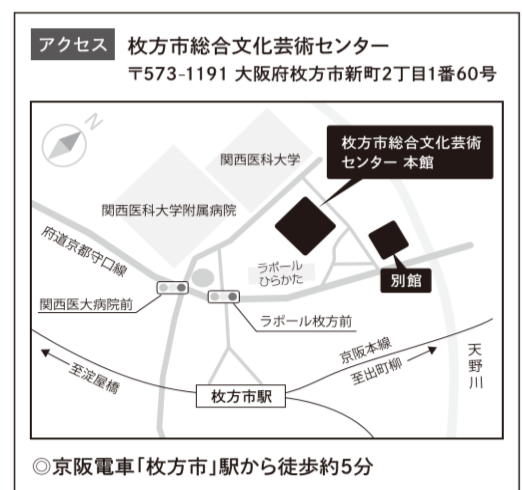 アクセス 枚方市総合文化芸術センター
〒573-1191 大阪府枚方市新町2丁目1番60号
N
関西医科大学
枚方市総合文化芸術
センター 本館
関西医科大学附属病院
府道京都守口線
ラポール
ひらかた
別館
関西医大病院前
ラポール枚方前
京阪本線
至出町柳
天野川
至淀屋橋
枚方市駅
◎京阪電車「枚方市」駅から徒歩約5分